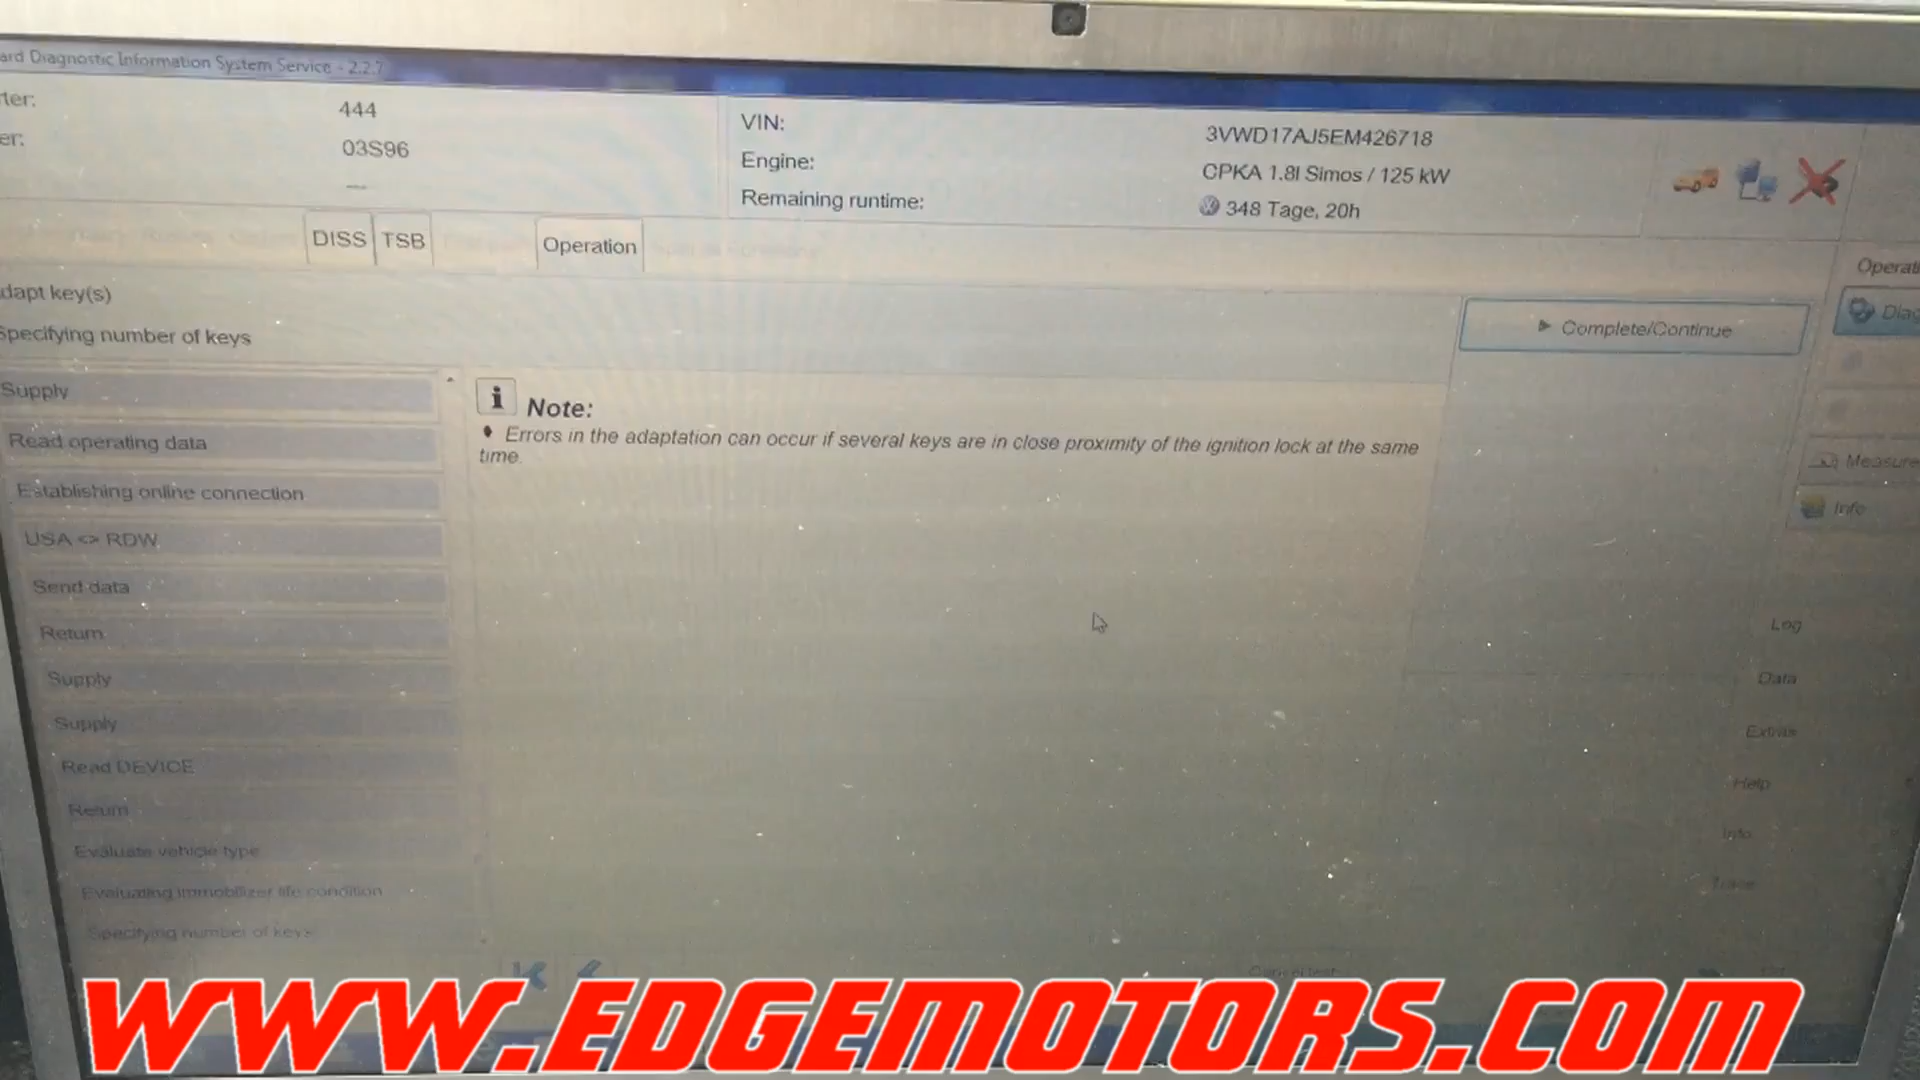 ard Diagnostic Information System Service - 2.2.7
ter: 444
er: 03S96
---
VIN: 3VWD17AJ5EM426718
Engine: CPKA 1.8l Simos / 125 kW
Remaining runtime: 348 Tage, 20h
DISS TSB Operation
Operati
dapt key(s)
Specifying number of keys
Complete/Continue
Diag
Supply
Read operating data
Establishing online connection
USA <> RDW
Send data
Return
Supply
Supply
Read DEVICE
Return
Evaluate vehicle type
Evaluating immobilizer life condition
Specifying number of keys
i Note:
♦ Errors in the adaptation can occur if several keys are in close proximity of the ignition lock at the same
time.
Measure
Info
Log
Data
Extras
Help
Info
Trace
Cancel test
WWW.EDGEMOTORS.COM